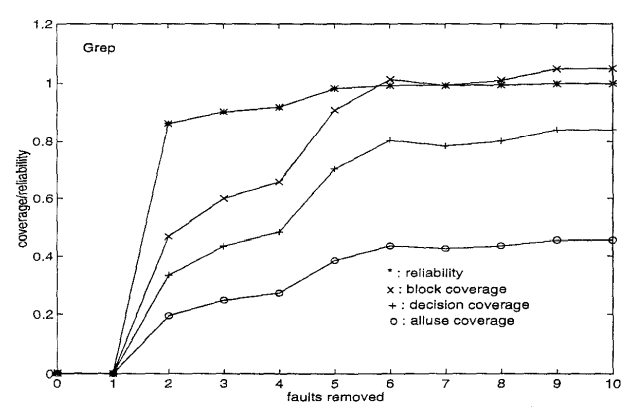 1.2
Grep
1
0.8
0.6
0.4
0.2
0
coverage/reliability
* : reliability
x : block coverage
+ : decision coverage
o : alluse coverage
0 1 2 3 4 5 6 7 8 9 10
faults removed